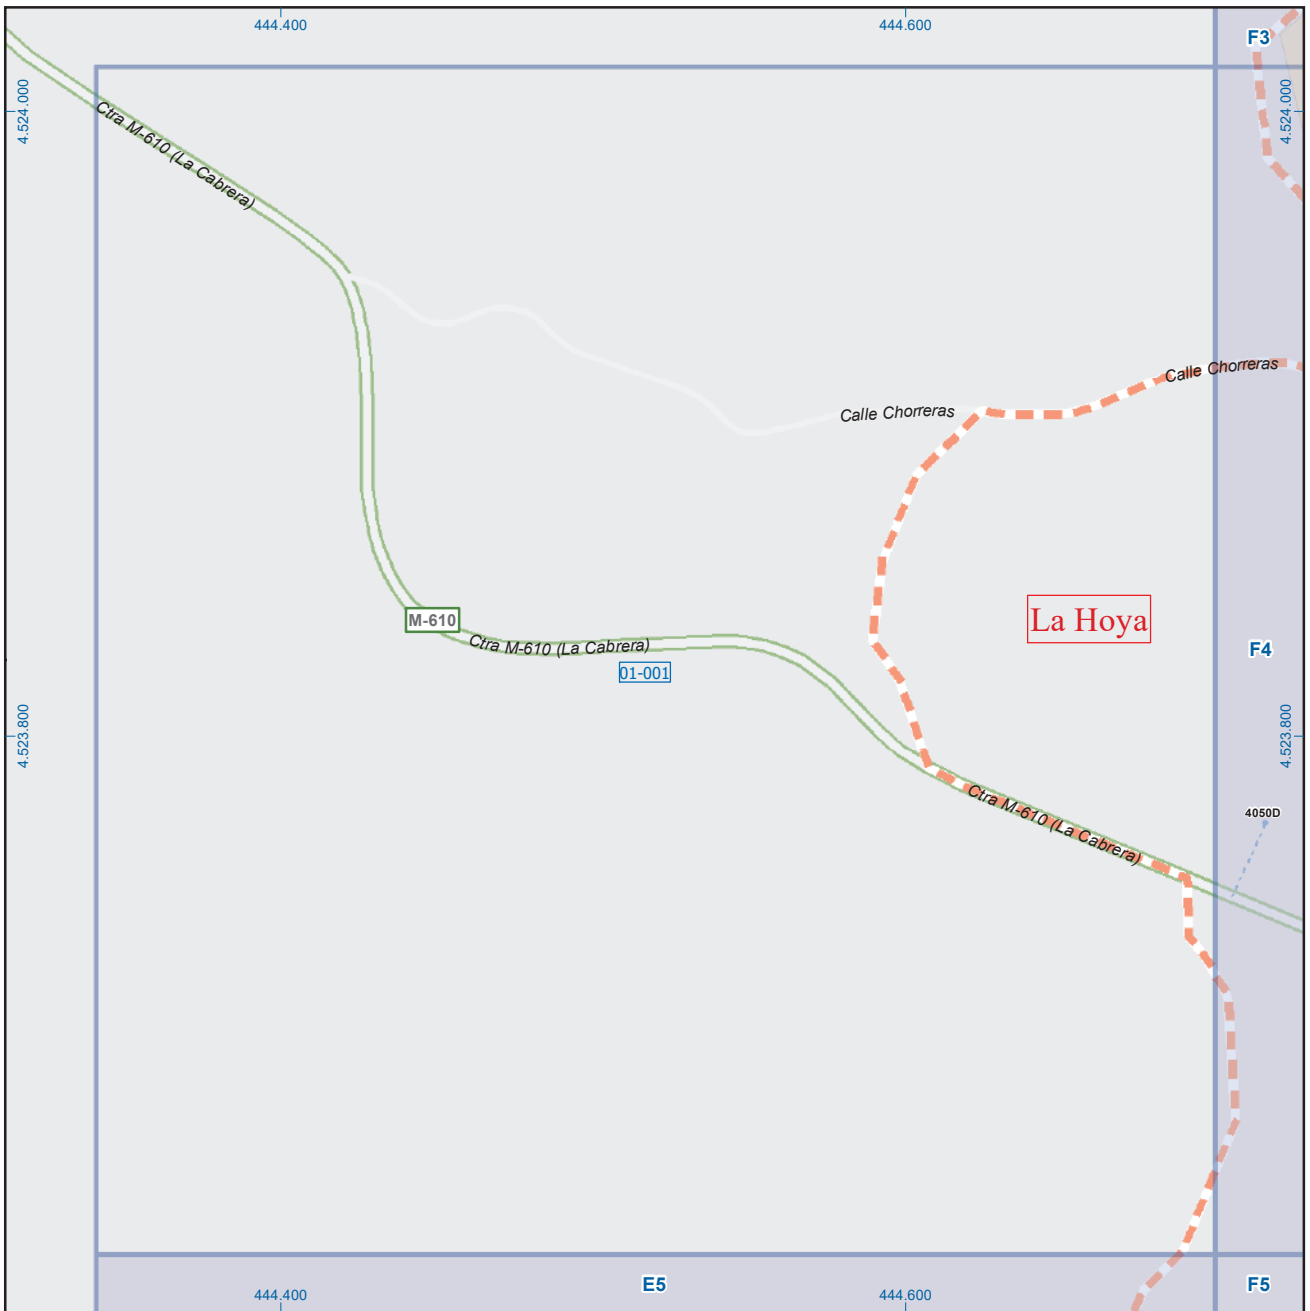 444.400
444.600
F3
4.524.000
4.524.000
Ctra M-610 (La Cabrera)
Calle Chorreras
Calle Chorreras
M-610
Ctra M-610 (La Cabrera)
La Hoya
01-001
F4
4.523.800
4.523.800
Ctra M-610 (La Cabrera)
4050D
E5
F5
444.400
444.600